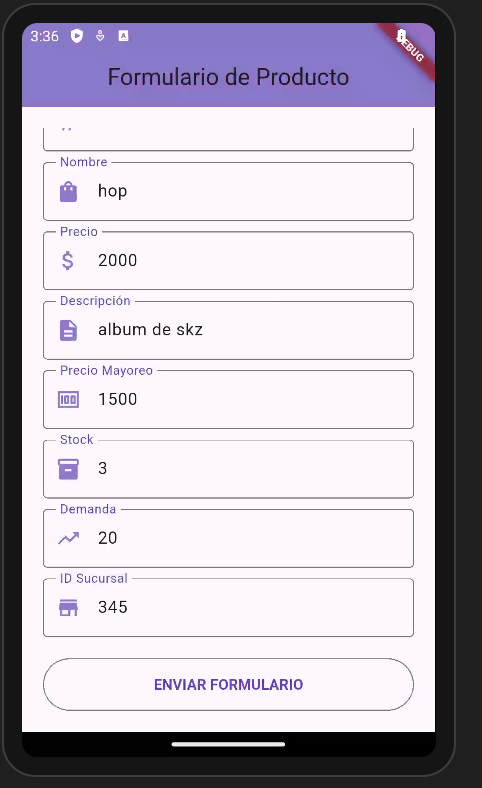 3:36
DEBUG
Formulario de Producto
Nombre
hop
Precio
$ 2000
Descripción
album de skz
Precio Mayoreo
1500
Stock
3
Demanda
20
ID Sucursal
345
ENVIAR FORMULARIO